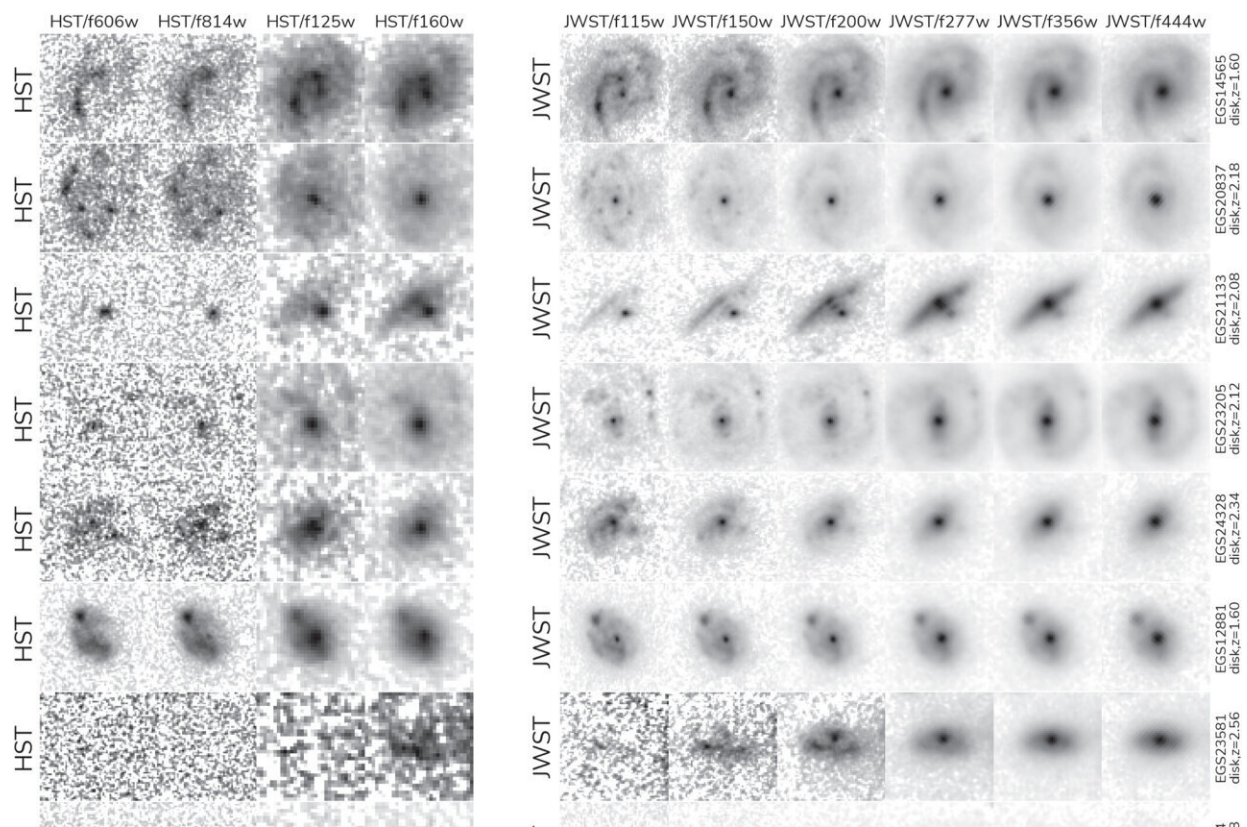 HST/f606w HST/f814w HST/f125w HST/f160w JWST/f115w JWST/f150w JWST/f200w JWST/f277w JWST/f356w JWST/f444w
HST JWST EGS14565
disk,z=1.60
HST JWST EGS20837
disk,z=2.18
HST JWST EGS21133
disk,z=2.08
HST JWST EGS23205
disk,z=2.12
HST JWST EGS24328
disk,z=2.34
HST JWST EGS12881
disk,z=1.60
HST JWST EGS23581
disk,z=2.56